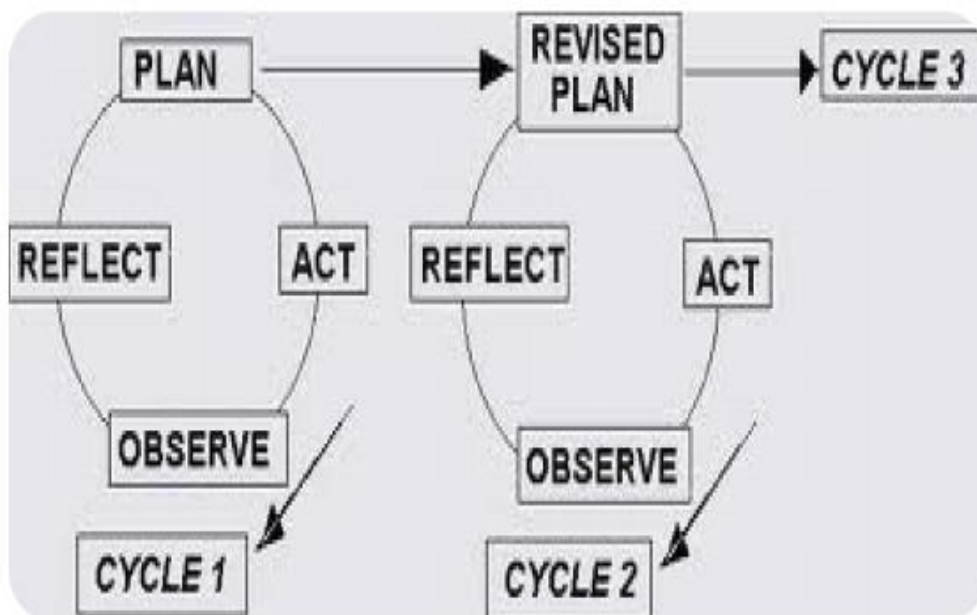 PLAN
REVISED
PLAN
CYCLE 3
REFLECT
ACT
REFLECT
ACT
OBSERVE
OBSERVE
CYCLE 1
CYCLE 2